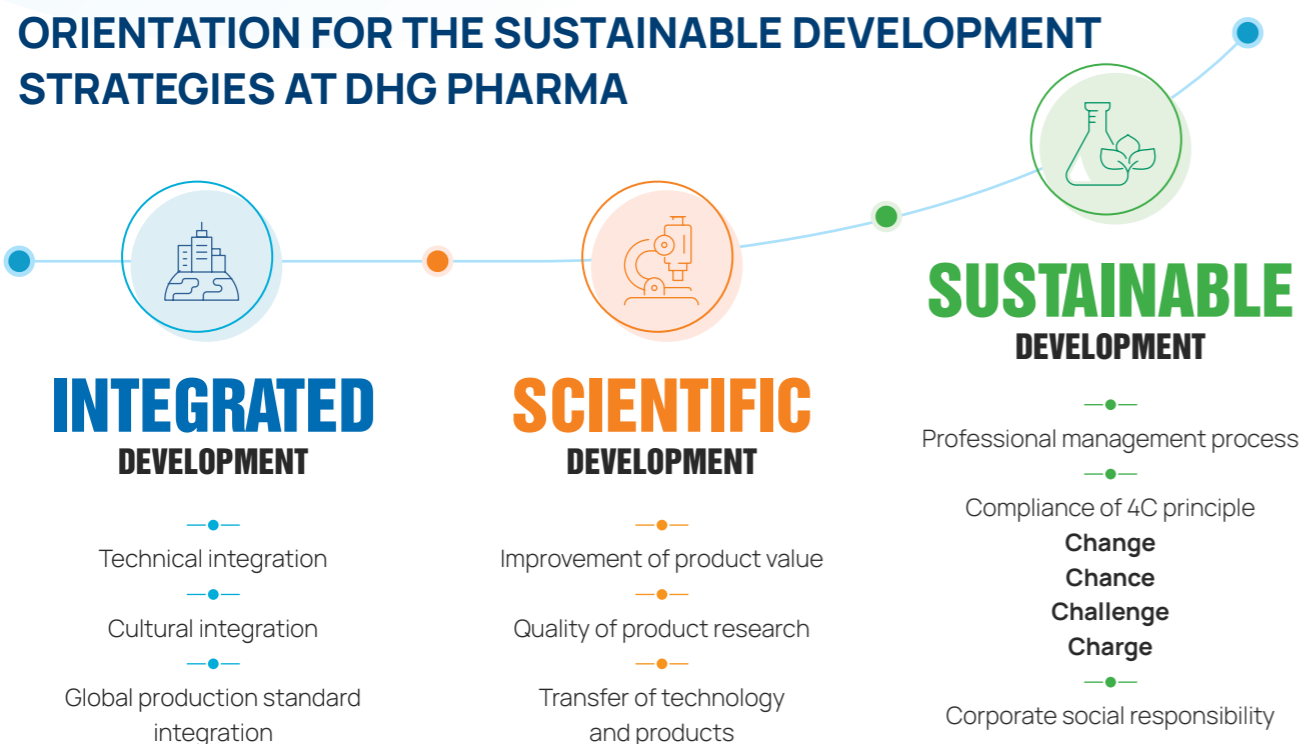 ORIENTATION FOR THE SUSTAINABLE DEVELOPMENT
STRATEGIES AT DHG PHARMA
INTEGRATED
DEVELOPMENT
Technical integration
Cultural integration
Global production standard
integration
SCIENTIFIC
DEVELOPMENT
Improvement of product value
Quality of product research
Transfer of technology
and products
SUSTAINABLE
DEVELOPMENT
Professional management process
Compliance of 4C principle
Change
Chance
Challenge
Charge
Corporate social responsibility